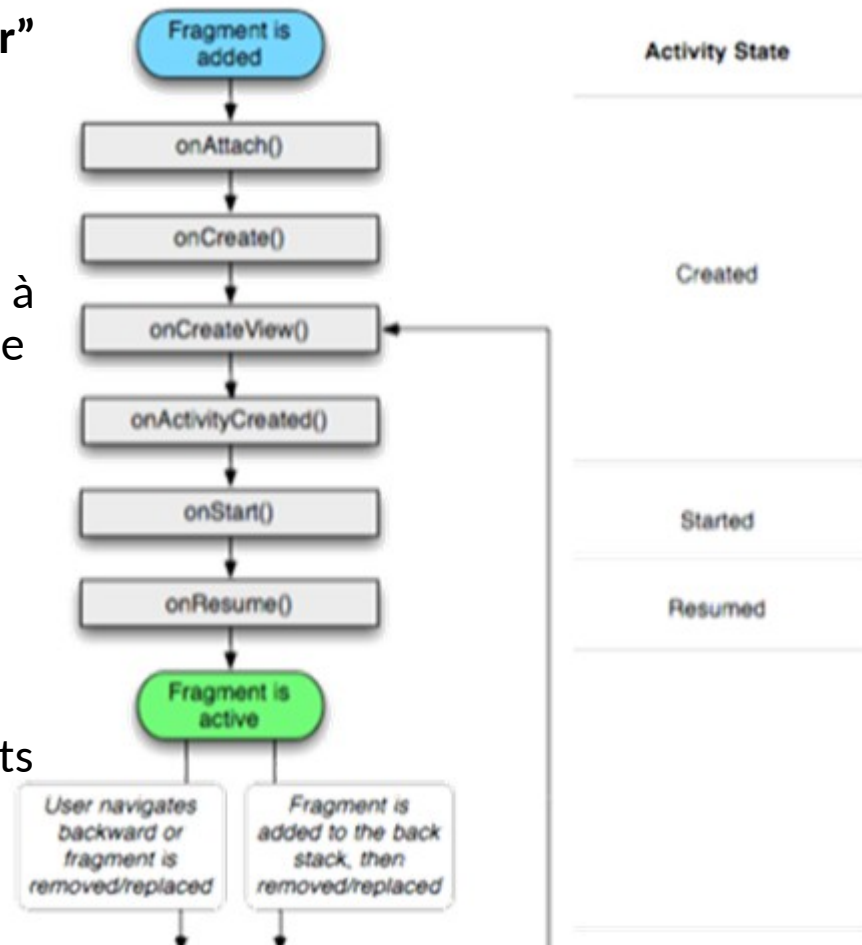 r”
à
e
ts
Fragment is
added
onAttach()
onCreate()
onCreateView()
onActivityCreated()
onStart()
onResume()
Fragment is
active
User navigates
backward or
fragment is
removed/replaced
Fragment is
added to the back
stack, then
removed/replaced
Activity State
Created
Started
Resumed